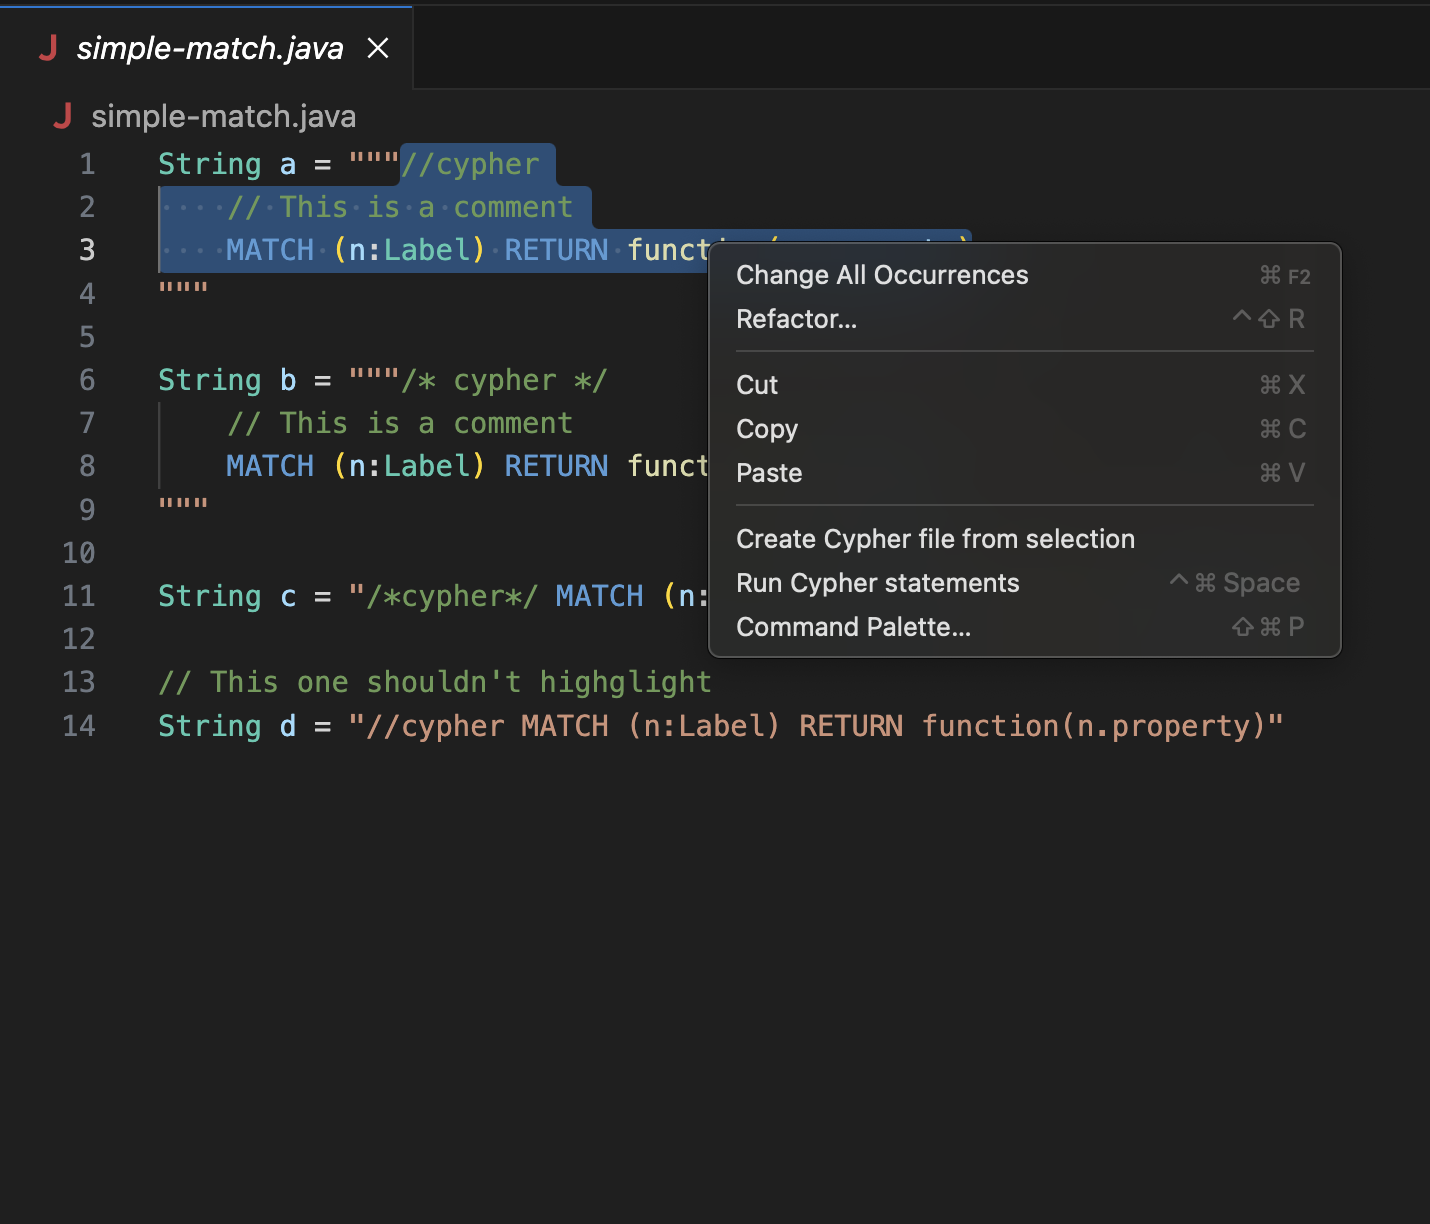 J simple-match.java ×
J simple-match.java
1 String a = """//cypher
2 // This is a comment
3 MATCH (n:Label) RETURN funct
4 """
5
6 String b = """/* cypher */
7 // This is a comment
8 MATCH (n:Label) RETURN funct
9 """
10
11 String c = "/*cypher*/ MATCH (n:
12
13 // This one shouldn't highglight
14 String d = "//cypher MATCH (n:Label) RETURN function(n.property)"
Change All Occurrences ⌘ F2
Refactor... ^ ⇧ R
Cut ⌘ X
Copy ⌘ C
Paste ⌘ V
Create Cypher file from selection
Run Cypher statements ^ ⌘ Space
Command Palette... ⇧ ⌘ P